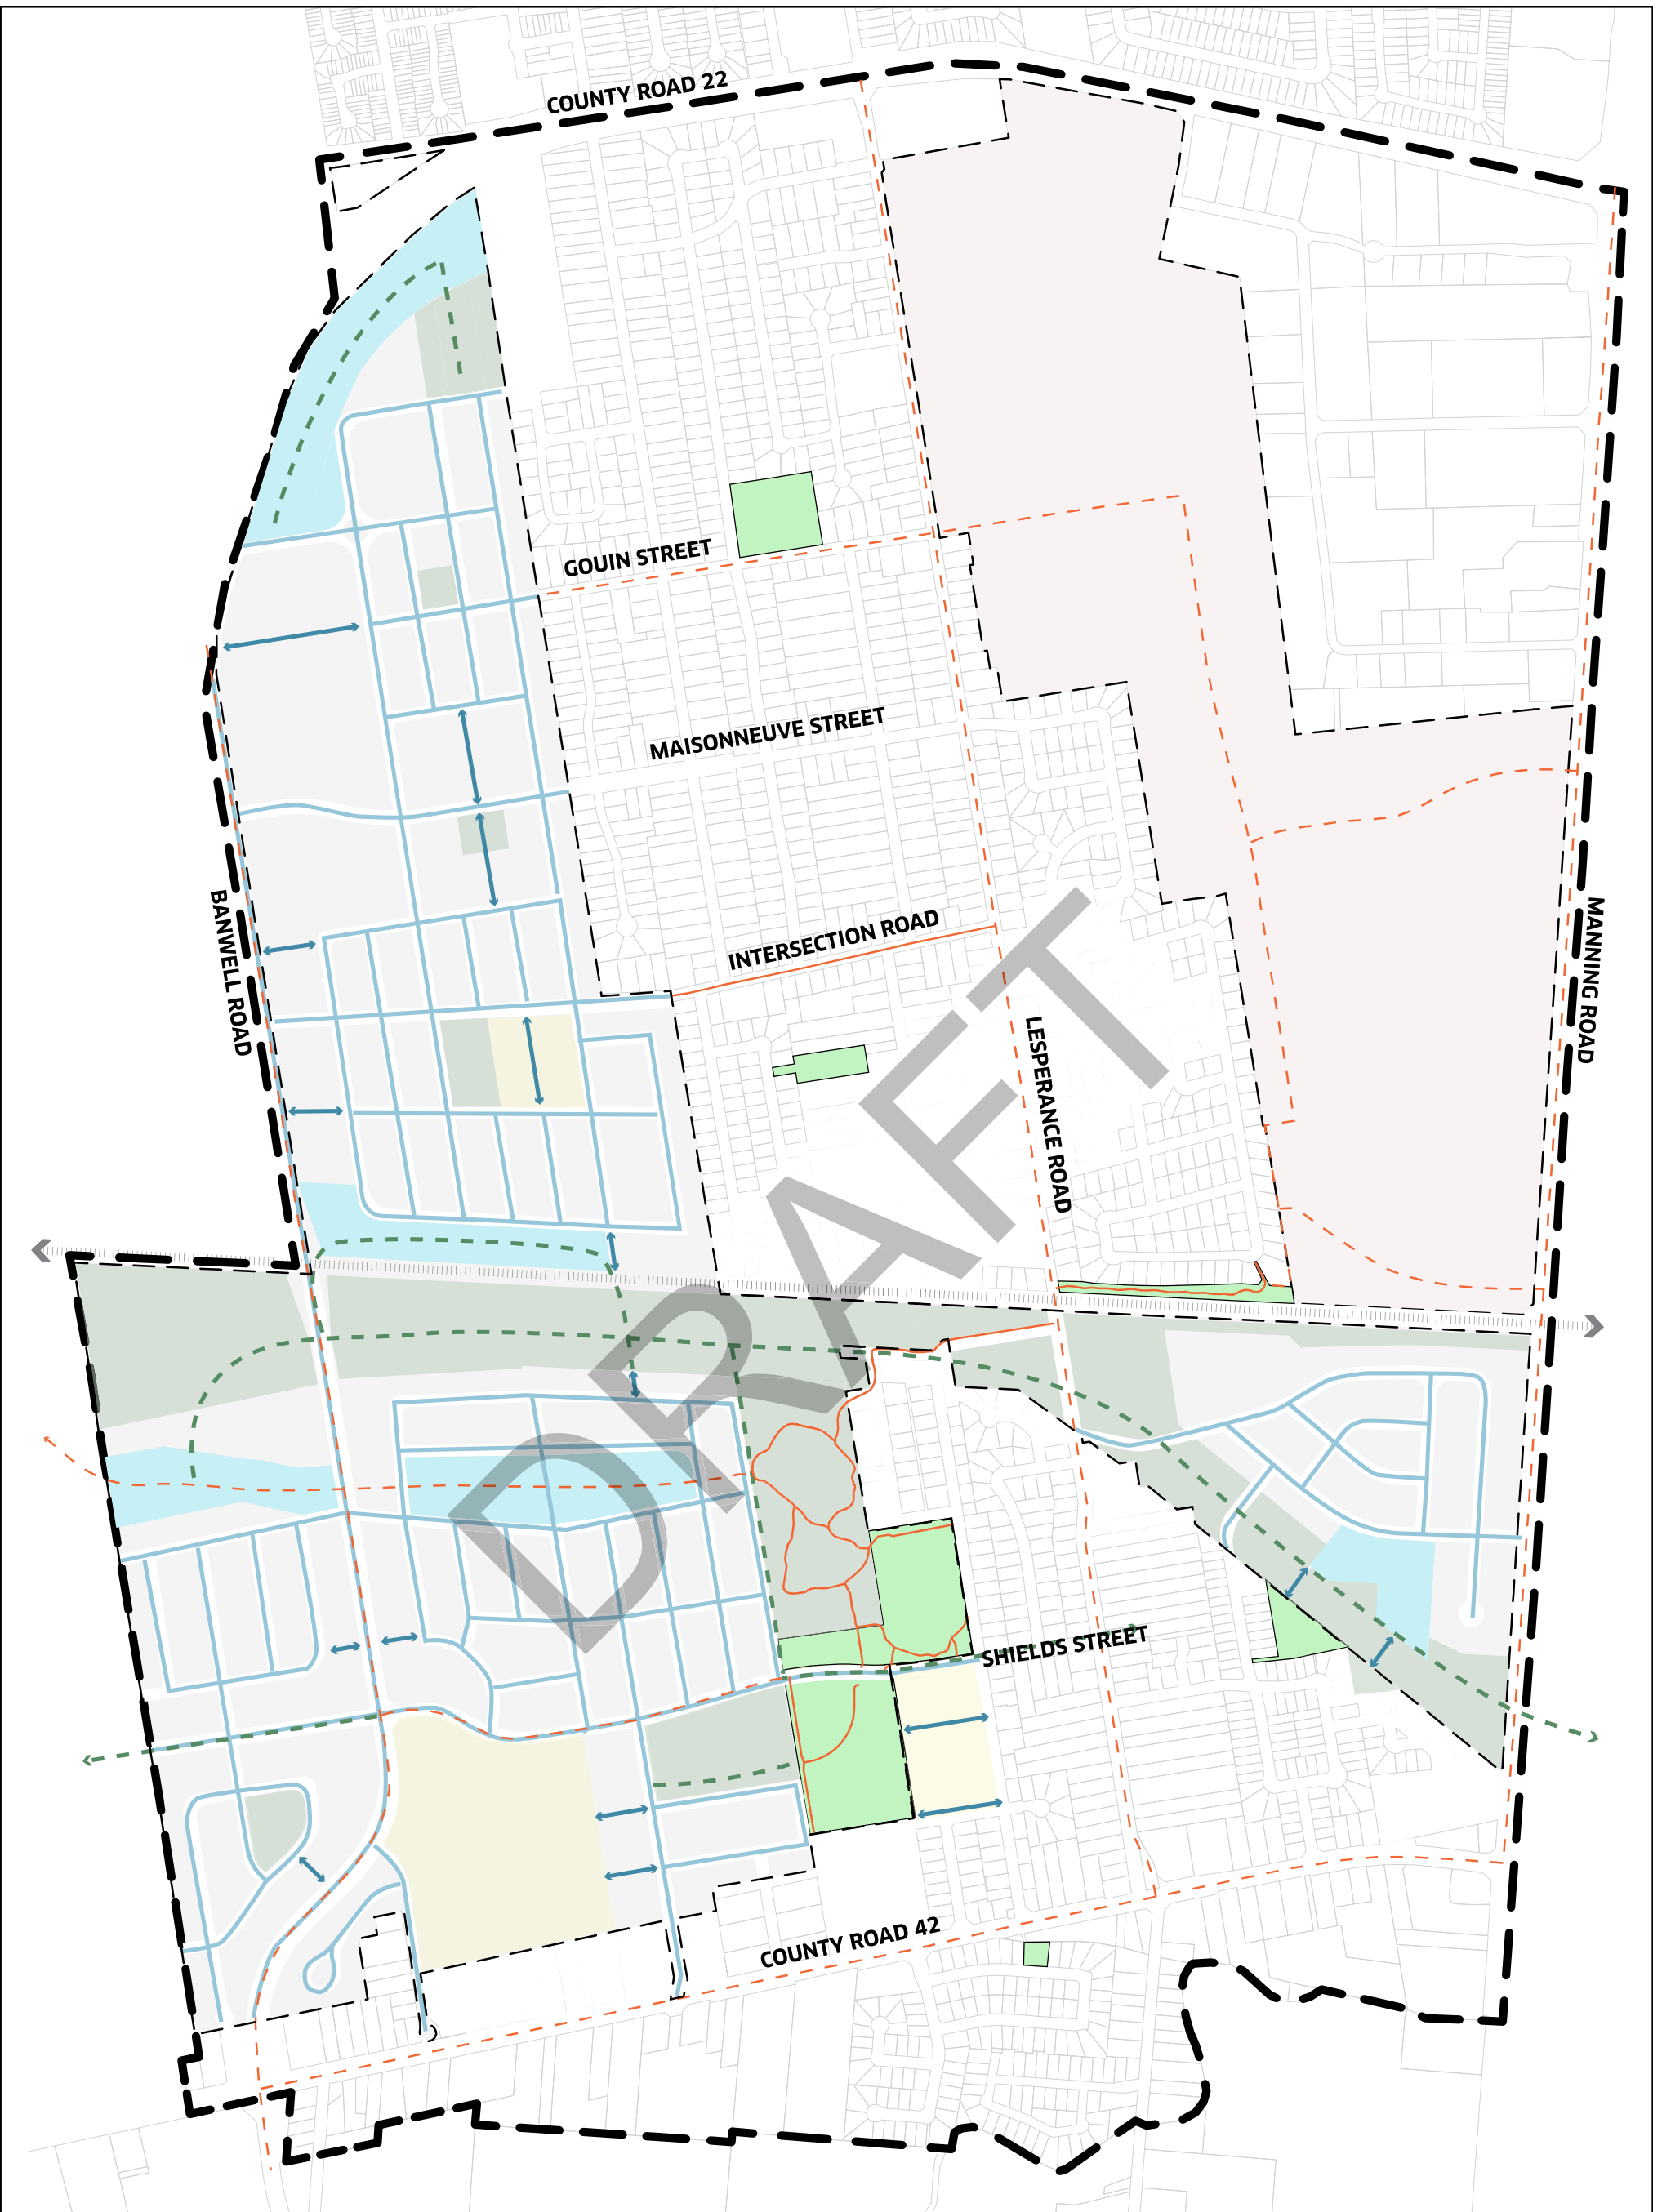 COUNTY ROAD 22
GOUIN STREET
MAISONNEUVE STREET
INTERSECTION ROAD
BANWELL ROAD
MANNING ROAD
LESPERANCE ROAD
DRAFT
SHIELDS STREET
COUNTY ROAD 42